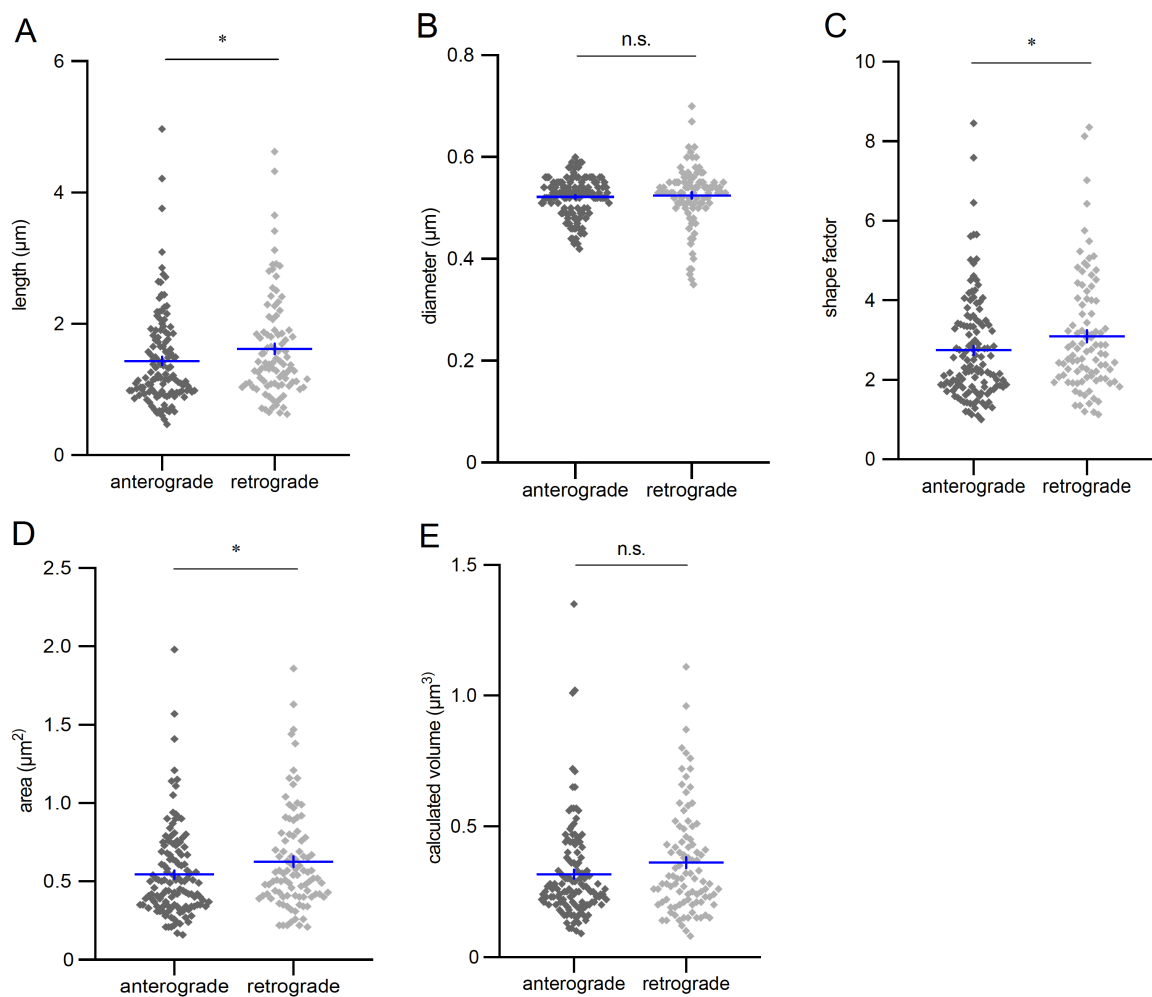 A
*
6
4
2
0
length (μm)
anterograde retrograde
B
n.s.
0.8
0.6
0.4
0.2
0
diameter (μm)
anterograde retrograde
C
*
10
8
6
4
2
0
shape factor
anterograde retrograde
D
*
2.5
2.0
1.5
1.0
0.5
0
area (μm²)
anterograde retrograde
E
n.s.
1.5
1.0
0.5
0
calculated volume (μm³)
anterograde retrograde